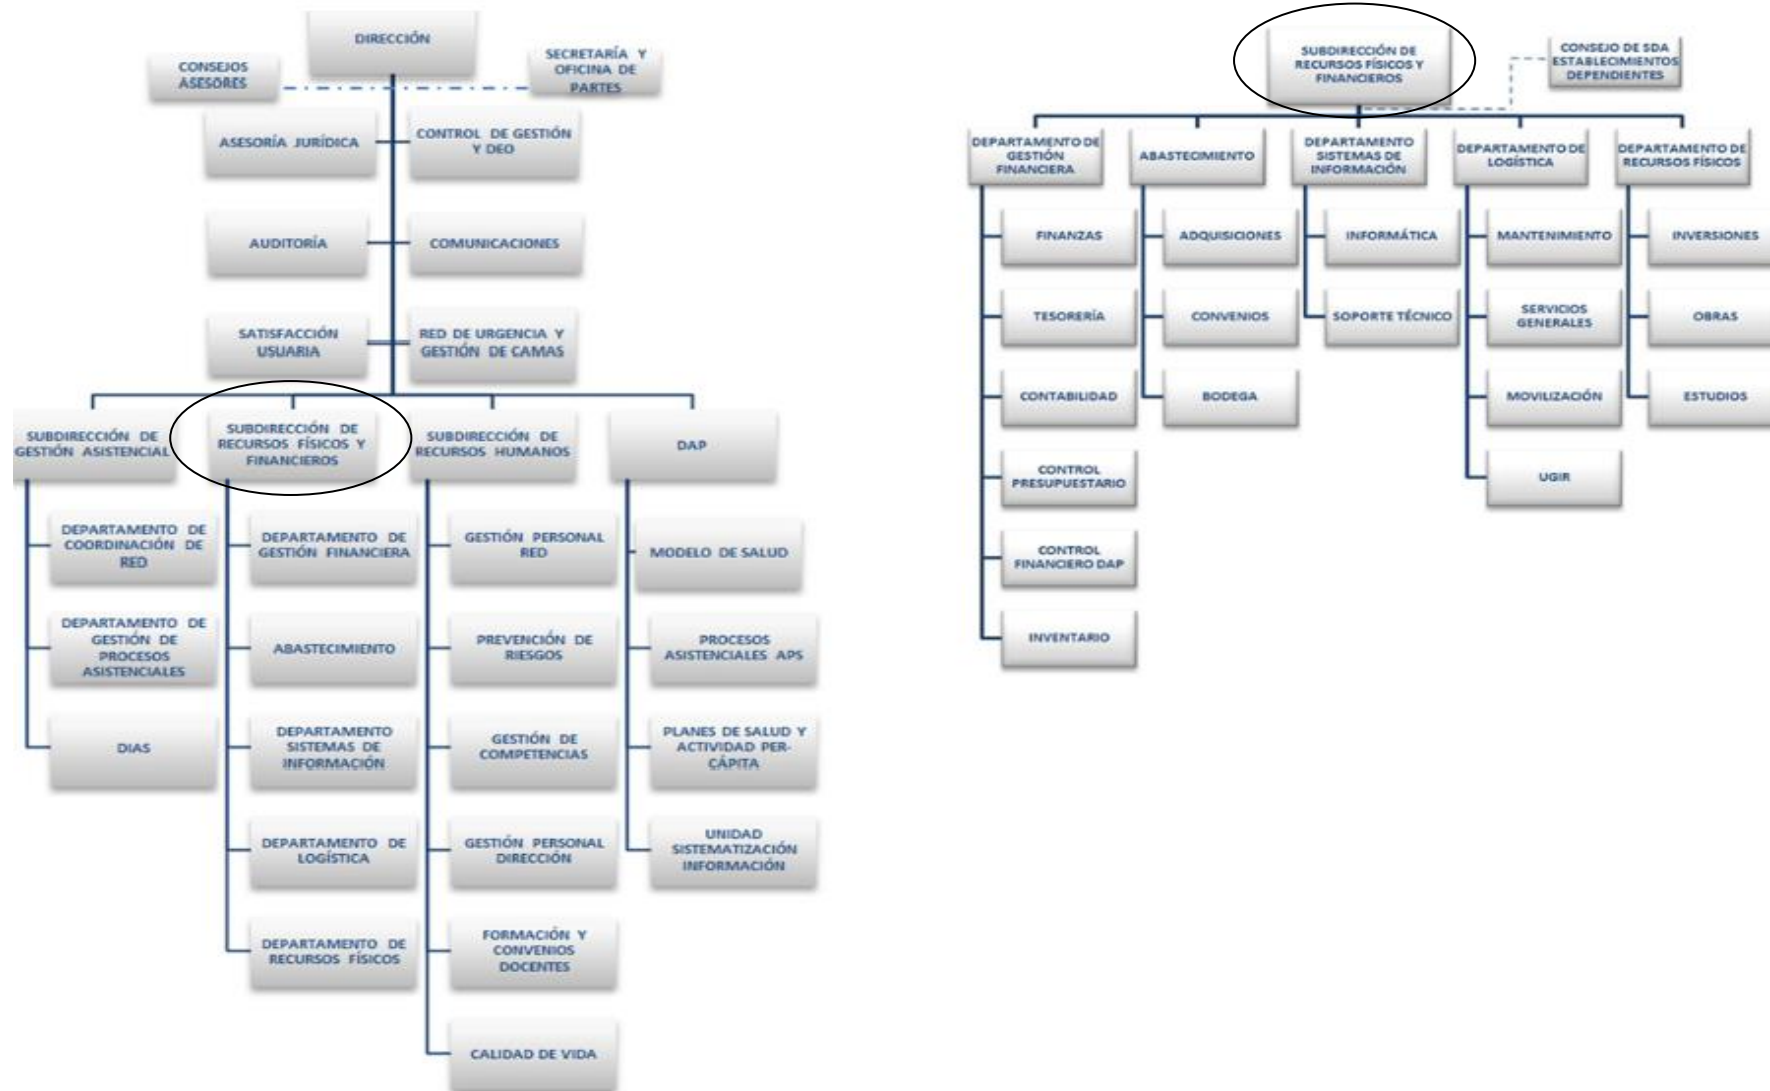 DIRECCIÓN
CONSEJOS
ASESORES
SECRETARÍA Y
OFICINA DE
PARTES
ASESORÍA JURÍDICA
CONTROL DE GESTIÓN
Y DEO
AUDITORÍA
COMUNICACIONES
SATISFACCIÓN
USUARIA
RED DE URGENCIA Y
GESTIÓN DE CAMAS
SUBDIRECCIÓN DE
GESTIÓN ASISTENCIAL
DEPARTAMENTO DE
COORDINACIÓN DE
RED
DEPARTAMENTO DE
GESTIÓN DE
PROCESOS
ASISTENCIALES
DIAS
SUBDIRECCIÓN DE
RECURSOS FÍSICOS Y
FINANCIEROS
DEPARTAMENTO DE
GESTIÓN FINANCIERA
ABASTECIMIENTO
DEPARTAMENTO
SISTEMAS DE
INFORMACIÓN
DEPARTAMENTO DE
LOGÍSTICA
DEPARTAMENTO DE
RECURSOS FÍSICOS
SUBDIRECCIÓN DE
RECURSOS HUMANOS
GESTIÓN PERSONAL
RED
PREVENCIÓN DE
RIESGOS
GESTIÓN DE
COMPETENCIAS
GESTIÓN PERSONAL
DIRECCIÓN
FORMACIÓN Y
CONVENIOS
DOCENTES
CALIDAD DE VIDA
DAP
MODELO DE SALUD
PROCESOS
ASISTENCIALES APS
PLANES DE SALUD Y
ACTIVIDAD PER-
CÁPITA
UNIDAD
SISTEMATIZACIÓN
INFORMACIÓN
SUBDIRECCIÓN DE
RECURSOS FÍSICOS Y
FINANCIEROS
CONSEJO DE SDA
ESTABLECIMIENTOS
DEPENDIENTES
DEPARTAMENTO DE
GESTIÓN
FINANCIERA
FINANZAS
TESORERÍA
CONTABILIDAD
CONTROL
PRESUPUESTARIO
CONTROL
FINANCIERO DAP
INVENTARIO
ABASTECIMIENTO
ADQUISICIONES
CONVENIOS
BODEGA
DEPARTAMENTO
SISTEMAS DE
INFORMACIÓN
INFORMÁTICA
SOPORTE TÉCNICO
DEPARTAMENTO DE
LOGÍSTICA
MANTENIMIENTO
SERVICIOS
GENERALES
MOVILIZACIÓN
UGIR
DEPARTAMENTO DE
RECURSOS FÍSICOS
INVERSIONES
OBRAS
ESTUDIOS